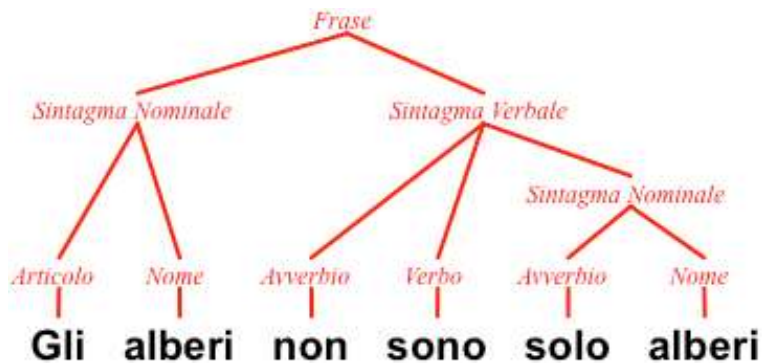 Frase
Sintagma Nominale Sintagma Verbale
Sintagma Nominale
Articolo Nome Avverbio Verbo Avverbio Nome
Gli alberi non sono solo alberi